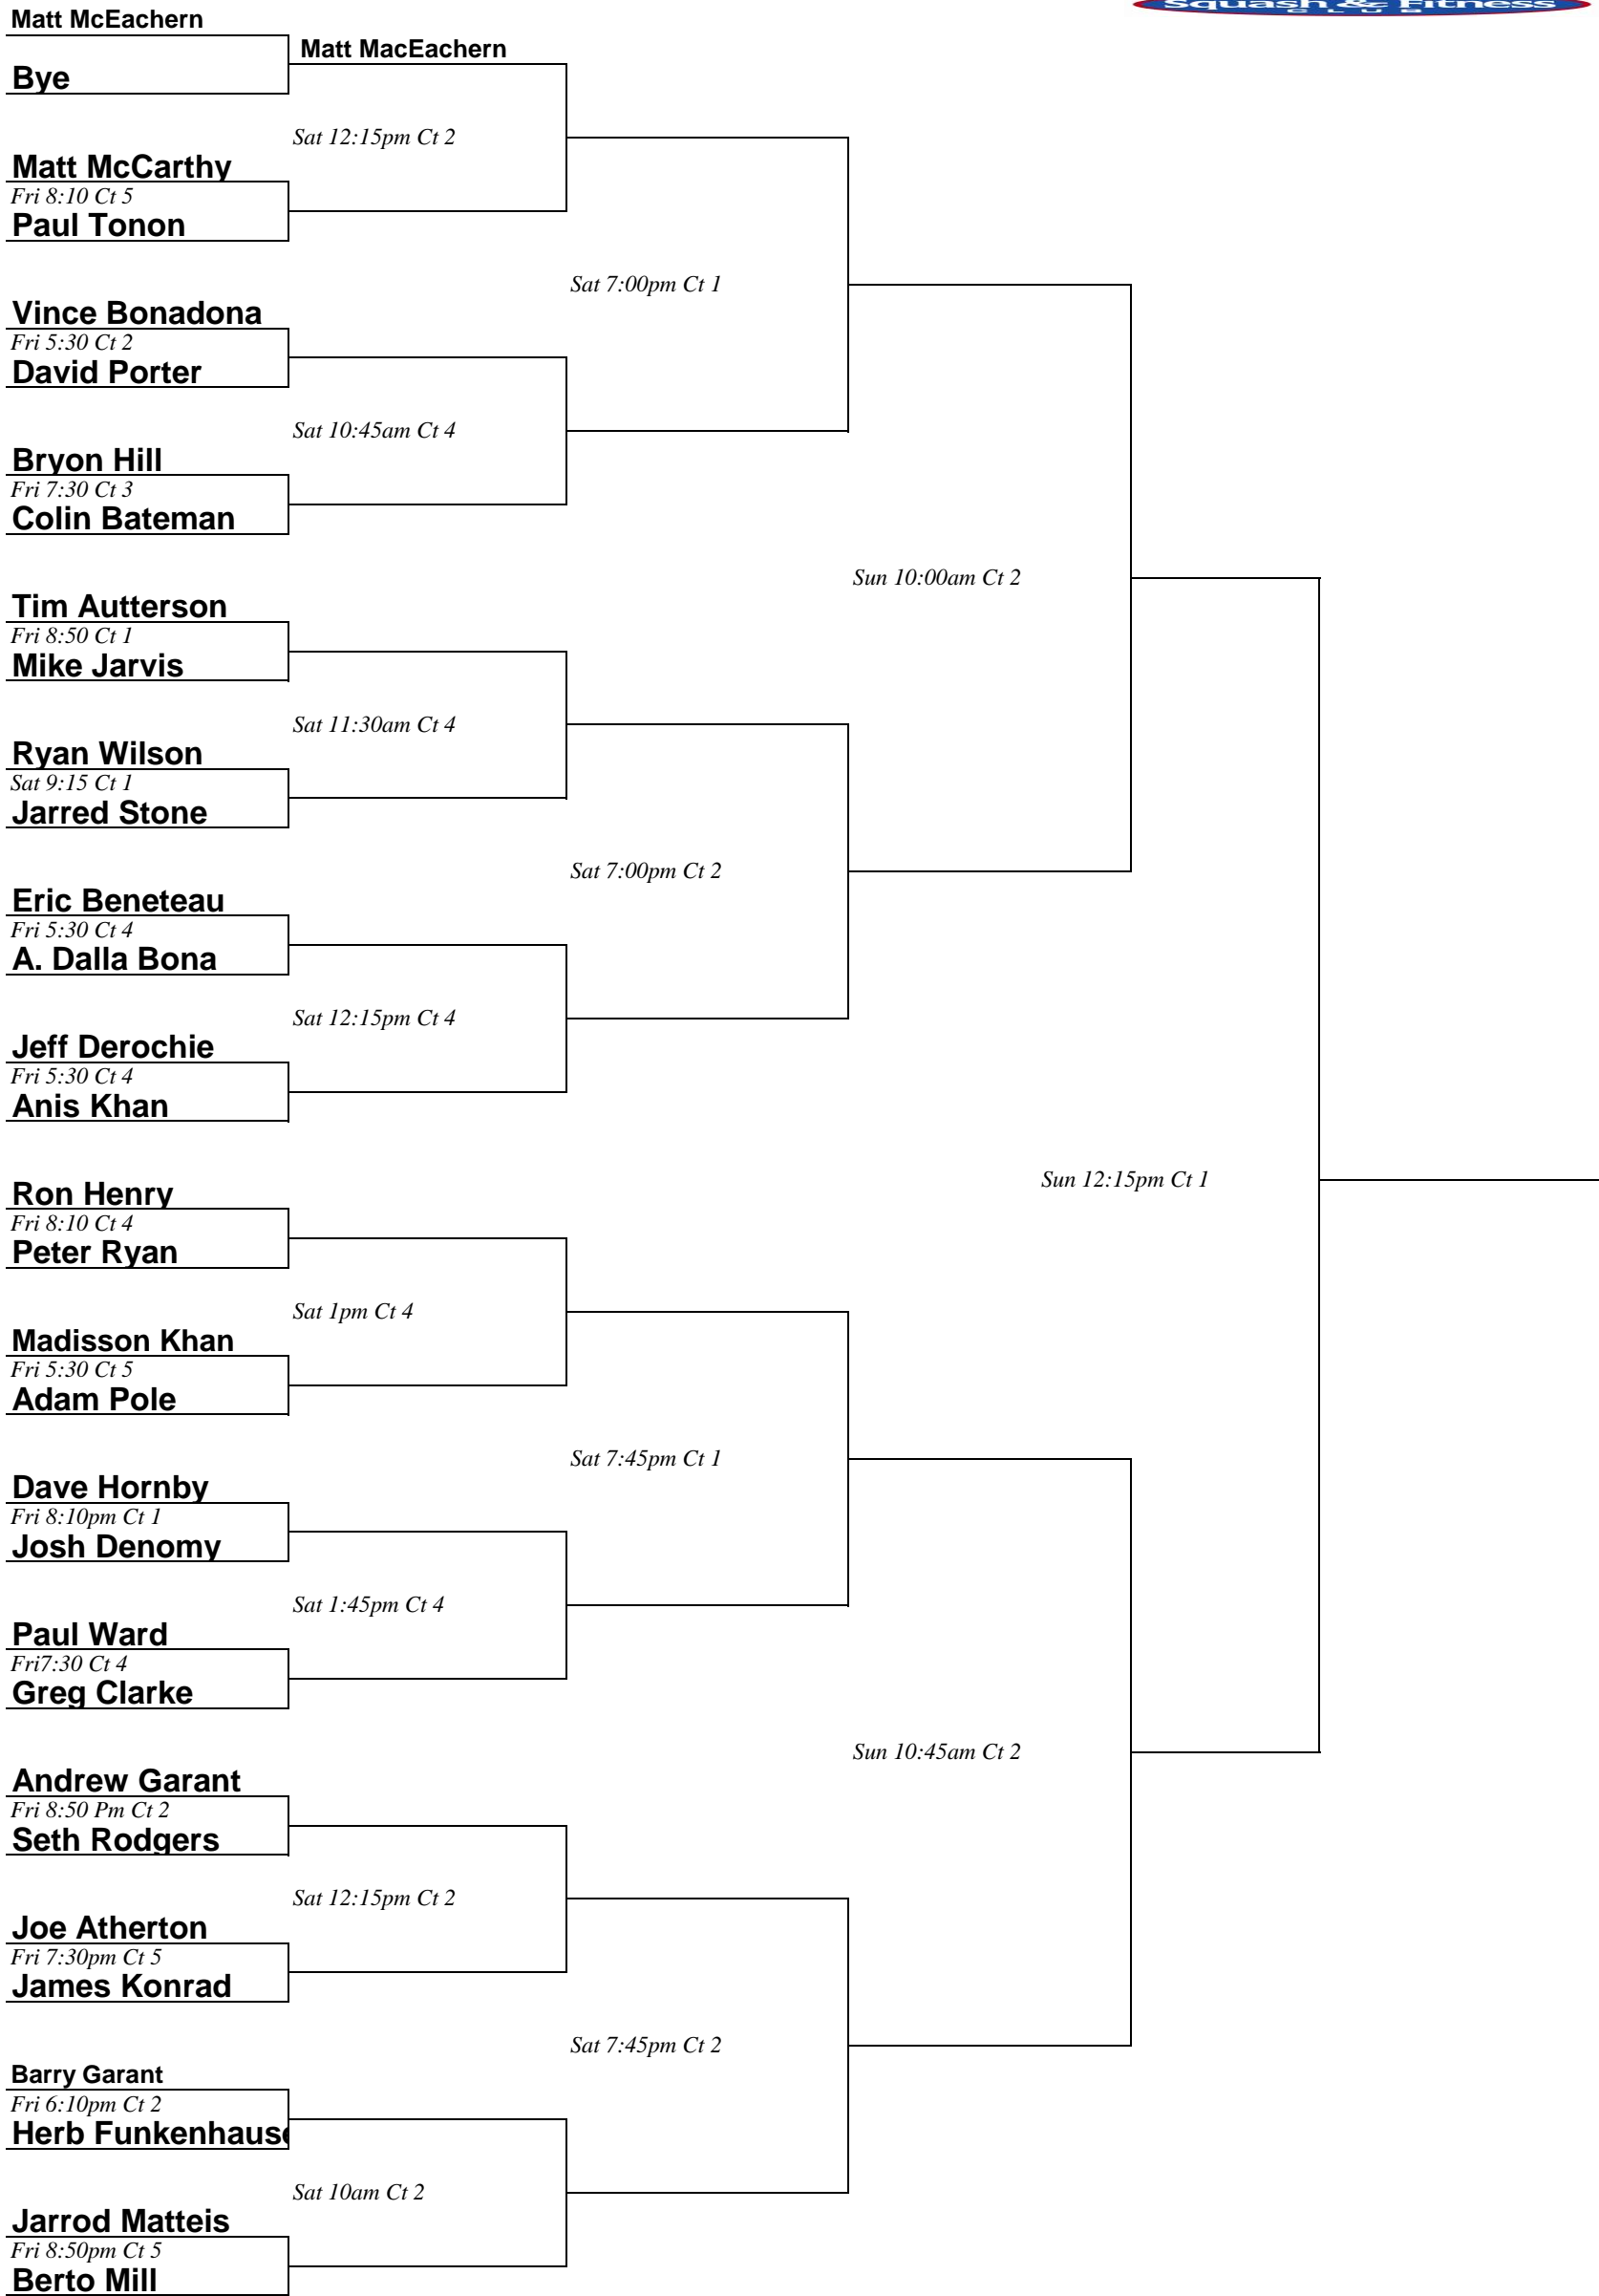 Squash & Fitness
CLUB
Matt McEachern
Matt MacEachern
Bye
Sat 12:15pm Ct 2
Matt McCarthy
Fri 8:10 Ct 5
Paul Tonon
Sat 7:00pm Ct 1
Vince Bonadona
Fri 5:30 Ct 2
David Porter
Sat 10:45am Ct 4
Bryon Hill
Fri 7:30 Ct 3
Colin Bateman
Sun 10:00am Ct 2
Tim Autterson
Fri 8:50 Ct 1
Mike Jarvis
Sat 11:30am Ct 4
Ryan Wilson
Sat 9:15 Ct 1
Jarred Stone
Sat 7:00pm Ct 2
Eric Beneteau
Fri 5:30 Ct 4
A. Dalla Bona
Sat 12:15pm Ct 4
Jeff Derochie
Fri 5:30 Ct 4
Anis Khan
Sun 12:15pm Ct 1
Ron Henry
Fri 8:10 Ct 4
Peter Ryan
Sat 1pm Ct 4
Madisson Khan
Fri 5:30 Ct 5
Adam Pole
Sat 7:45pm Ct 1
Dave Hornby
Fri 8:10pm Ct 1
Josh Denomy
Sat 1:45pm Ct 4
Paul Ward
Fri7:30 Ct 4
Greg Clarke
Sun 10:45am Ct 2
Andrew Garant
Fri 8:50 Pm Ct 2
Seth Rodgers
Sat 12:15pm Ct 2
Joe Atherton
Fri 7:30pm Ct 5
James Konrad
Sat 7:45pm Ct 2
Barry Garant
Fri 6:10pm Ct 2
Herb Funkenhause
Sat 10am Ct 2
Jarrod Matteis
Fri 8:50pm Ct 5
Berto Mill